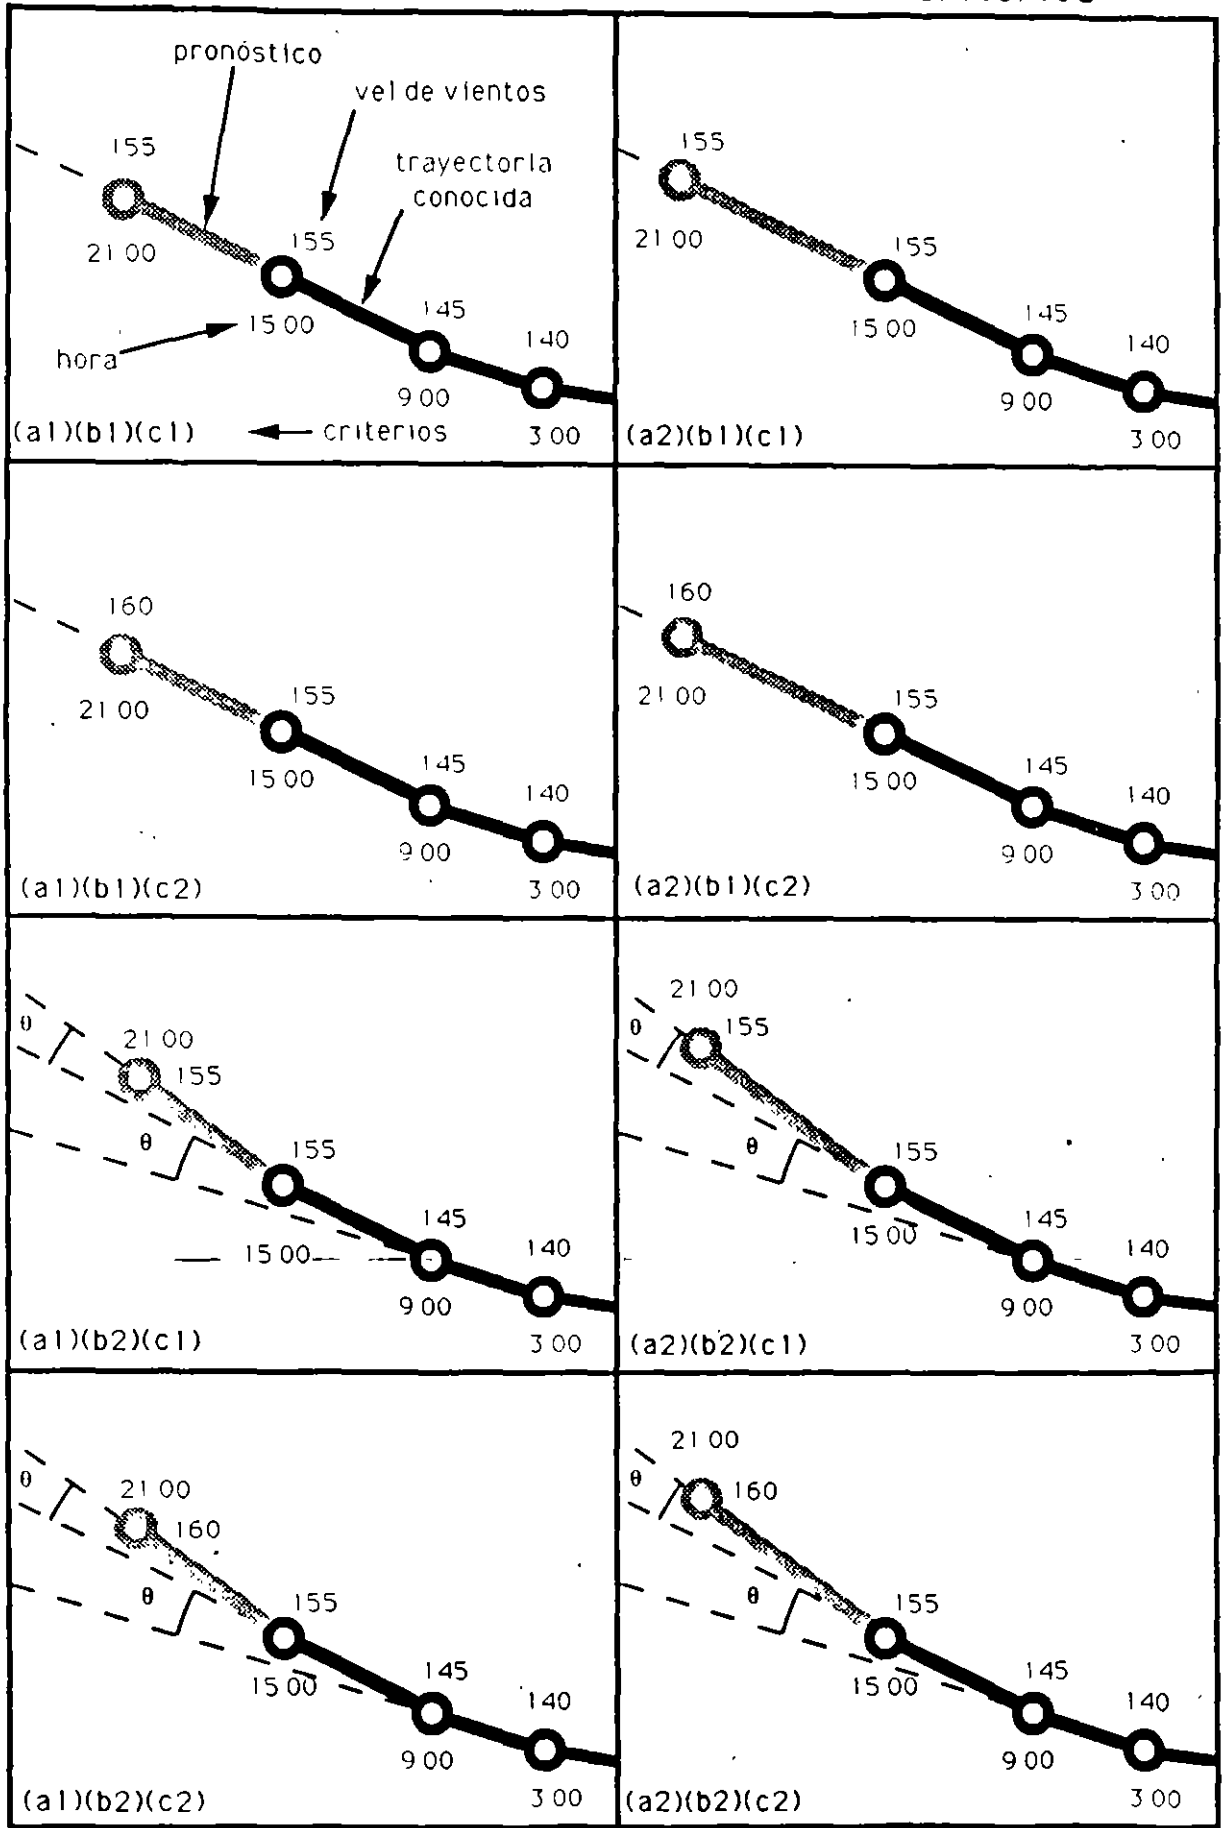 pronóstico
vel de vientos
155
trayectoria
conocida
21 00
155
15 00
145
hora
140
9 00
(a1)(b1)(c1)
criterios
3 00
155
21 00
155
15 00
145
140
9 00
(a2)(b1)(c1)
3 00
160
21 00
155
15 00
145
140
9 00
(a1)(b1)(c2)
3 00
160
21 00
155
15 00
145
140
9 00
(a2)(b1)(c2)
3 00
θ
21 00
155
θ
155
15 00
145
140
9 00
(a1)(b2)(c1)
3 00
21 00
θ
155
θ
155
15 00
145
140
9 00
(a2)(b2)(c1)
3 00
θ
21 00
160
θ
155
15 00
145
140
9 00
(a1)(b2)(c2)
3 00
21 00
θ
160
θ
155
15 00
145
140
9 00
(a2)(b2)(c2)
3 00